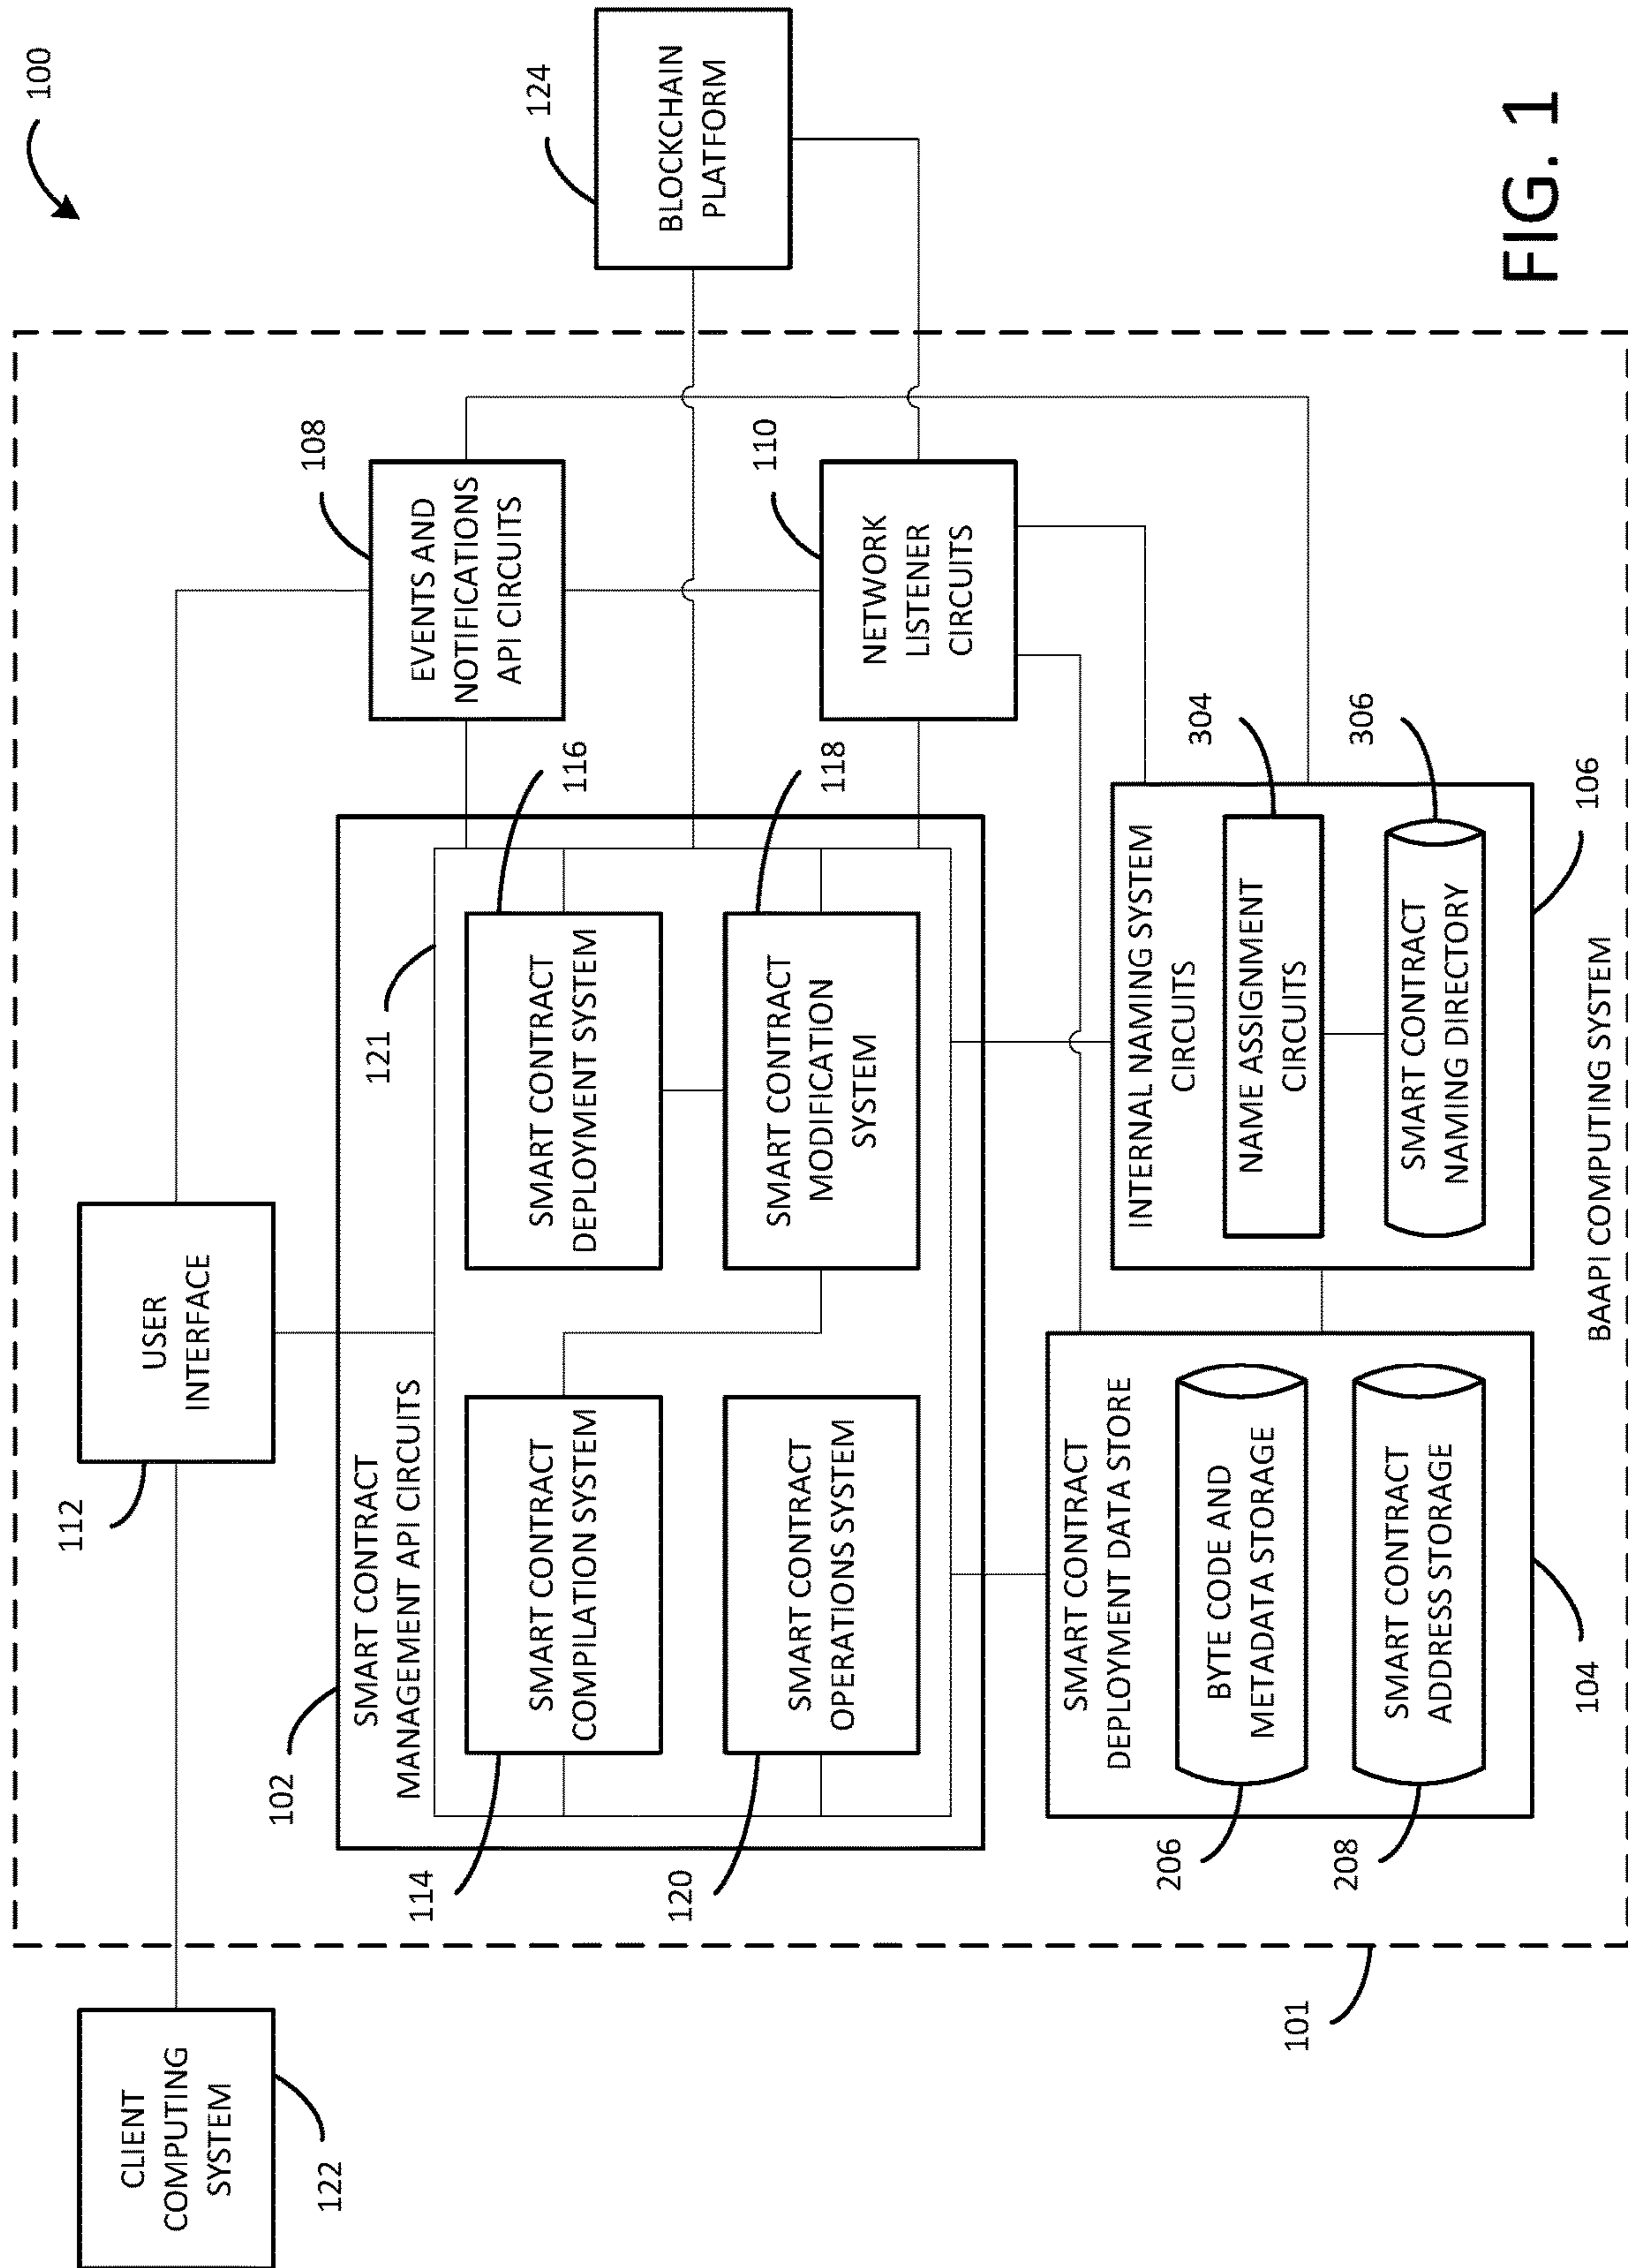 100
CLIENT
COMPUTING
SYSTEM
122
112
USER
INTERFACE
102
SMART CONTRACT
MANAGEMENT API CIRCUITS
121
114
SMART CONTRACT
COMPILATION SYSTEM
116
SMART CONTRACT
DEPLOYMENT SYSTEM
120
SMART CONTRACT
OPERATIONS SYSTEM
118
SMART CONTRACT
MODIFICATION
SYSTEM
108
EVENTS AND
NOTIFICATIONS
API CIRCUITS
110
NETWORK
LISTENER
CIRCUITS
124
BLOCKCHAIN
PLATFORM
SMART CONTRACT
DEPLOYMENT DATA STORE
206
BYTE CODE AND
METADATA STORAGE
208
SMART CONTRACT
ADDRESS STORAGE
104
INTERNAL NAMING SYSTEM
CIRCUITS
304
NAME ASSIGNMENT
CIRCUITS
306
SMART CONTRACT
NAMING DIRECTORY
106
101
BAAPI COMPUTING SYSTEM
FIG. 1